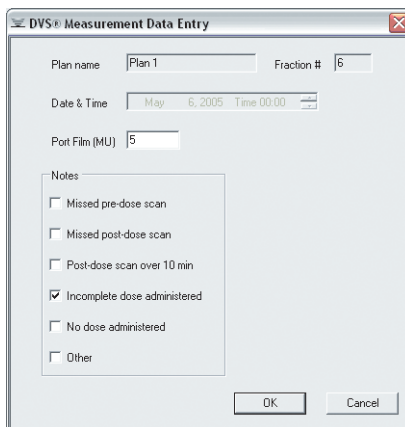 DVS® Measurement Data Entry
Plan name Plan 1 Fraction # 6
Date & Time May 6, 2005 Time 00:00
Port Film (MU) 5
Notes
Missed pre-dose scan
Missed post-dose scan
Post-dose scan over 10 min
Incomplete dose administered
No dose administered
Other
OK Cancel